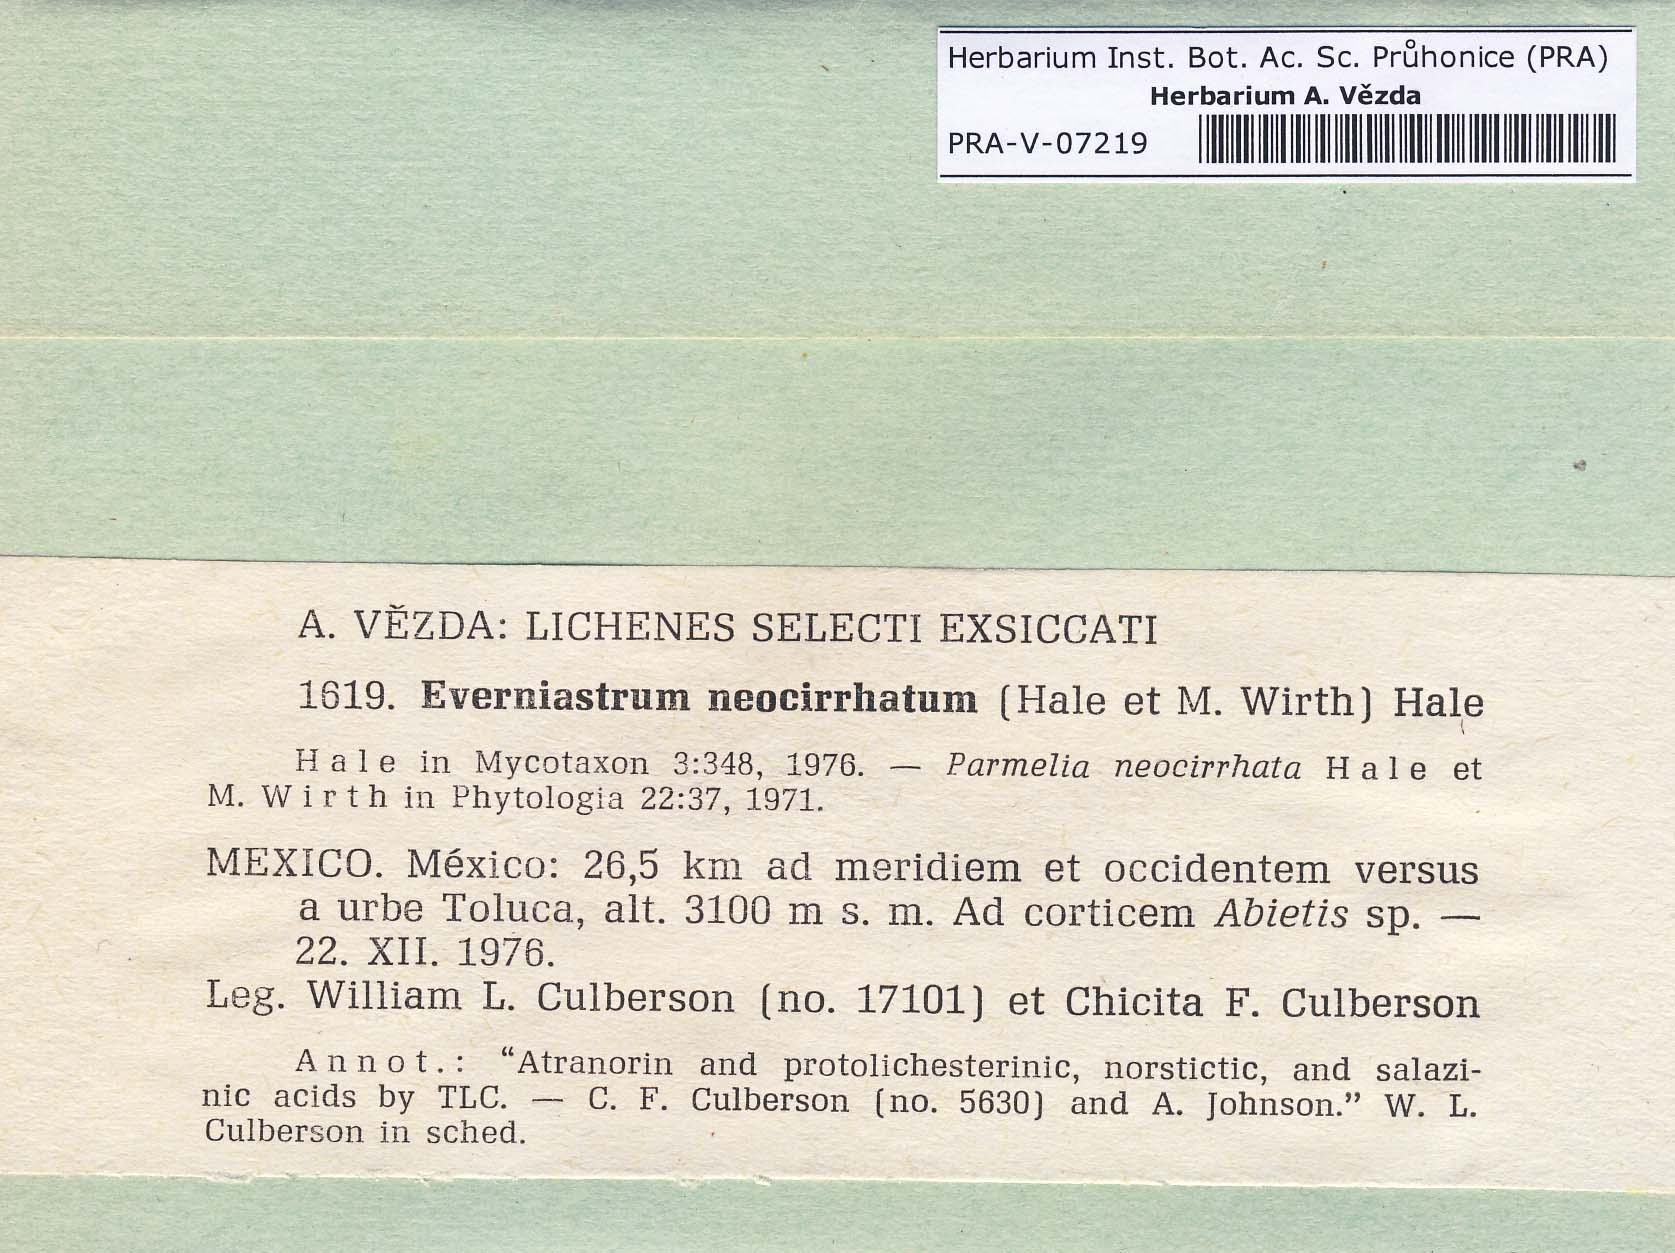 Herbarium Inst. Bot. Ac. Sc. Průhonice (PRA)
Herbarium A. Vězda
PRA-V-07219
A. VĚZDA: LICHENES SELECTI EXSICCATI
1619. Everniastrum neocirrhatum (Hale et M. Wirth) Hale
Hale in Mycotaxon 3:348, 1976. — Parmelia neocirrhata Hale et
M. Wirth in Phytologia 22:37, 1971.
MEXICO. México: 26,5 km ad meridiem et occidentem versus
a urbe Toluca, alt. 3100 m s. m. Ad corticem Abietis sp. —
22. XII. 1976.
Leg. William L. Culberson (no. 17101) et Chicita F. Culberson
Annot.: “Atranorin and protolichesterinic, norstictic, and salazi-
nic acids by TLC. — C. F. Culberson (no. 5630) and A. Johnson.” W. L.
Culberson in sched.